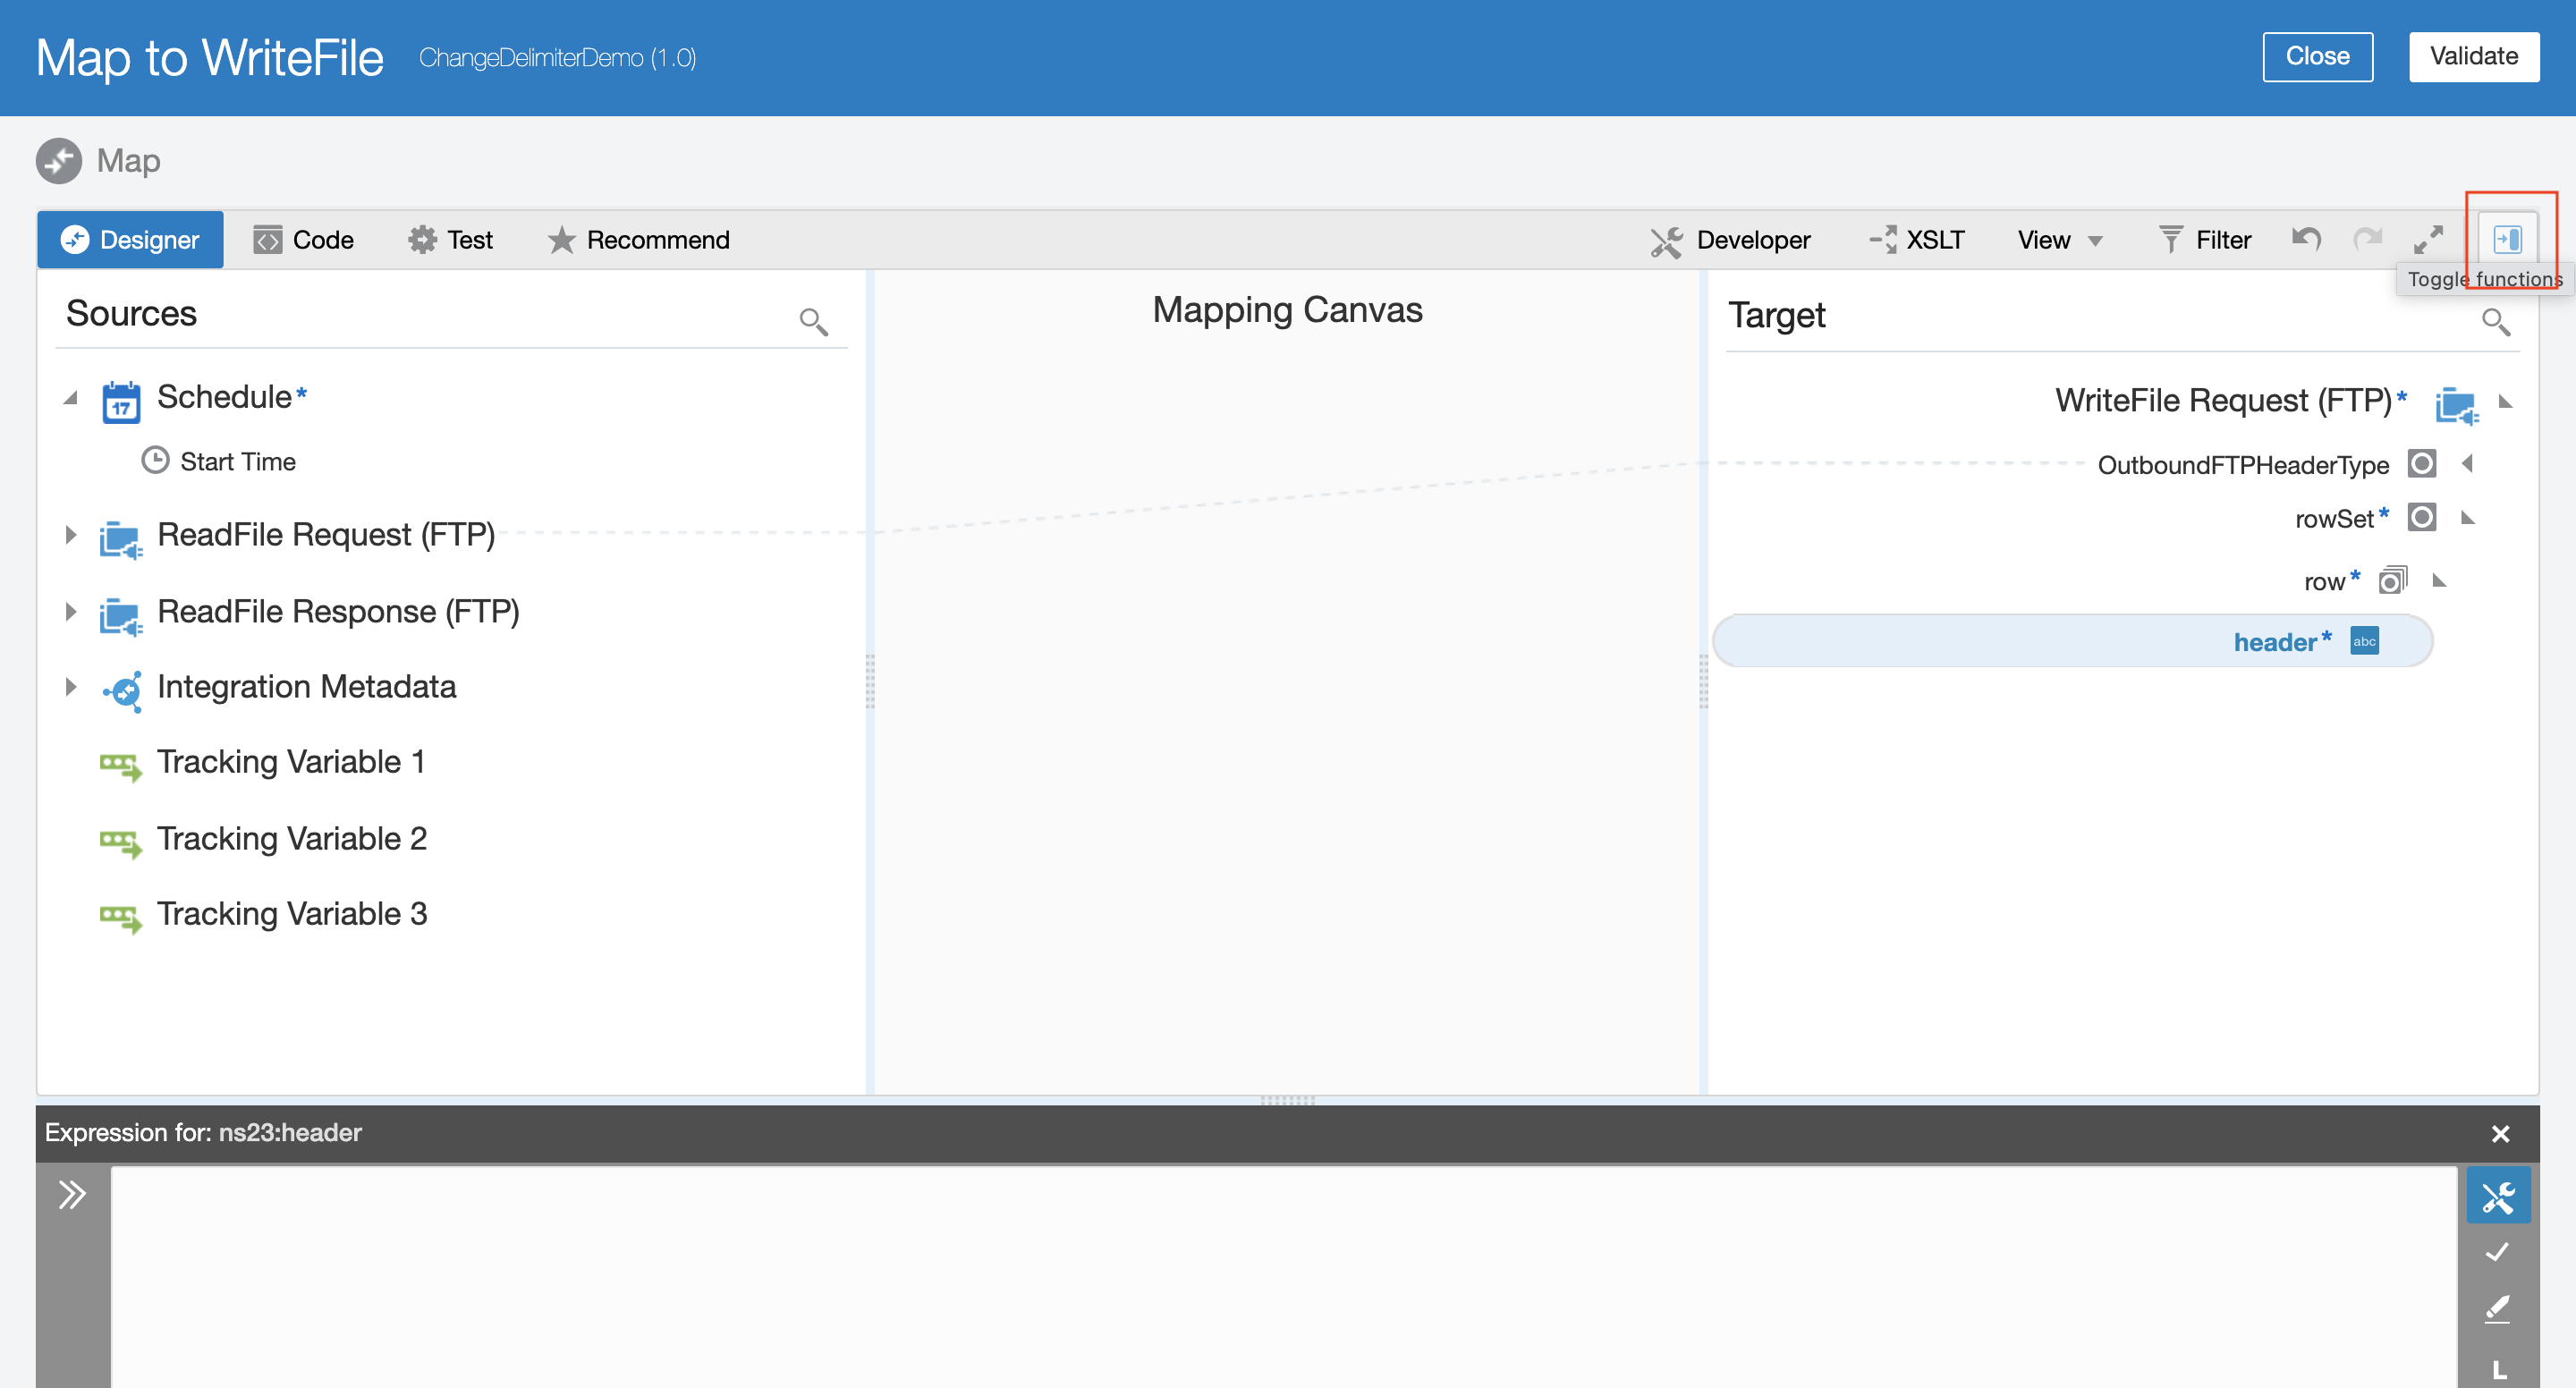 Map to WriteFile ChangeDelimiterDemo (1.0) Close Validate
Map
Designer Code Test Recommend Developer XSLT View Filter
Toggle functions
Sources Mapping Canvas Target
17 Schedule* WriteFile Request (FTP)*
Start Time OutboundFTPHeaderType
rowSet*
ReadFile Request (FTP)
row*
ReadFile Response (FTP)
header* abc
Integration Metadata
Tracking Variable 1
Tracking Variable 2
Tracking Variable 3
Expression for: ns23:header
L